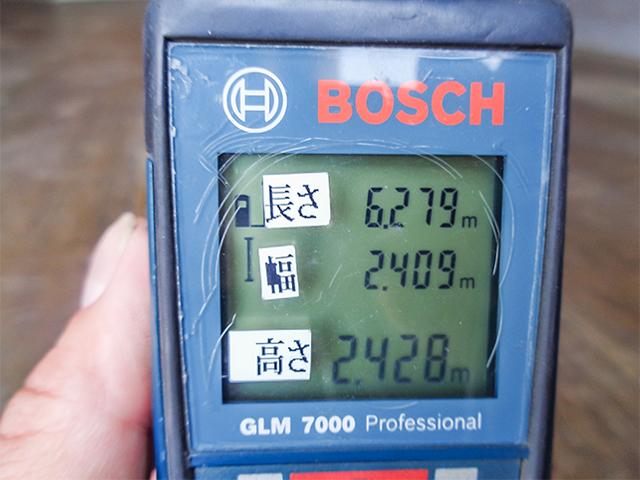 BOSCH
長さ 6.279m
幅 2.409m
高さ 2.428m
GLM 7000 Professional